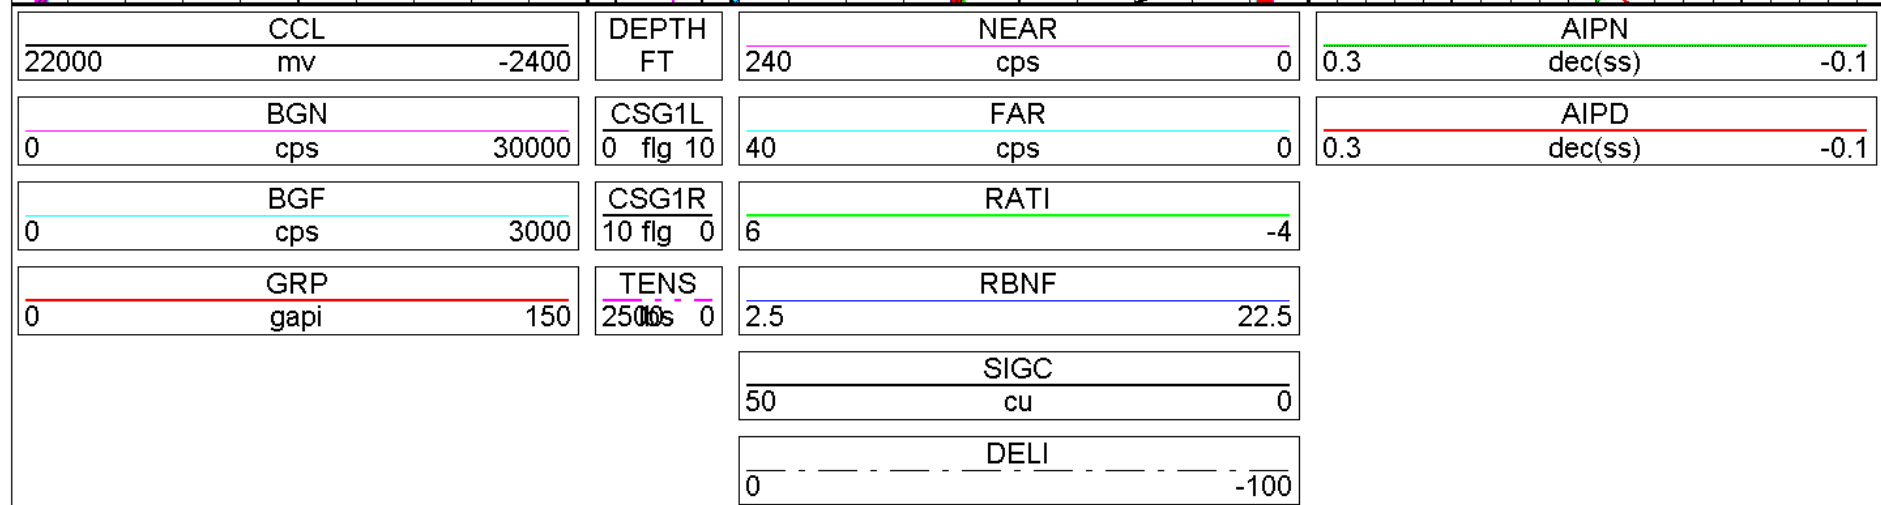 CCL
22000 mv -2400
BGN
0 cps 30000
BGF
0 cps 3000
GRP
0 gapi 150
DEPTH
FT
CSG1L
0 flg 10
CSG1R
10 flg 0
TENS
2500 lbs 0
NEAR
240 cps 0
FAR
40 cps 0
RATI
6 -4
RBNF
2.5 22.5
SIGC
50 cu 0
DELI
0 -100
AIPN
0.3 dec(ss) -0.1
AIPD
0.3 dec(ss) -0.1